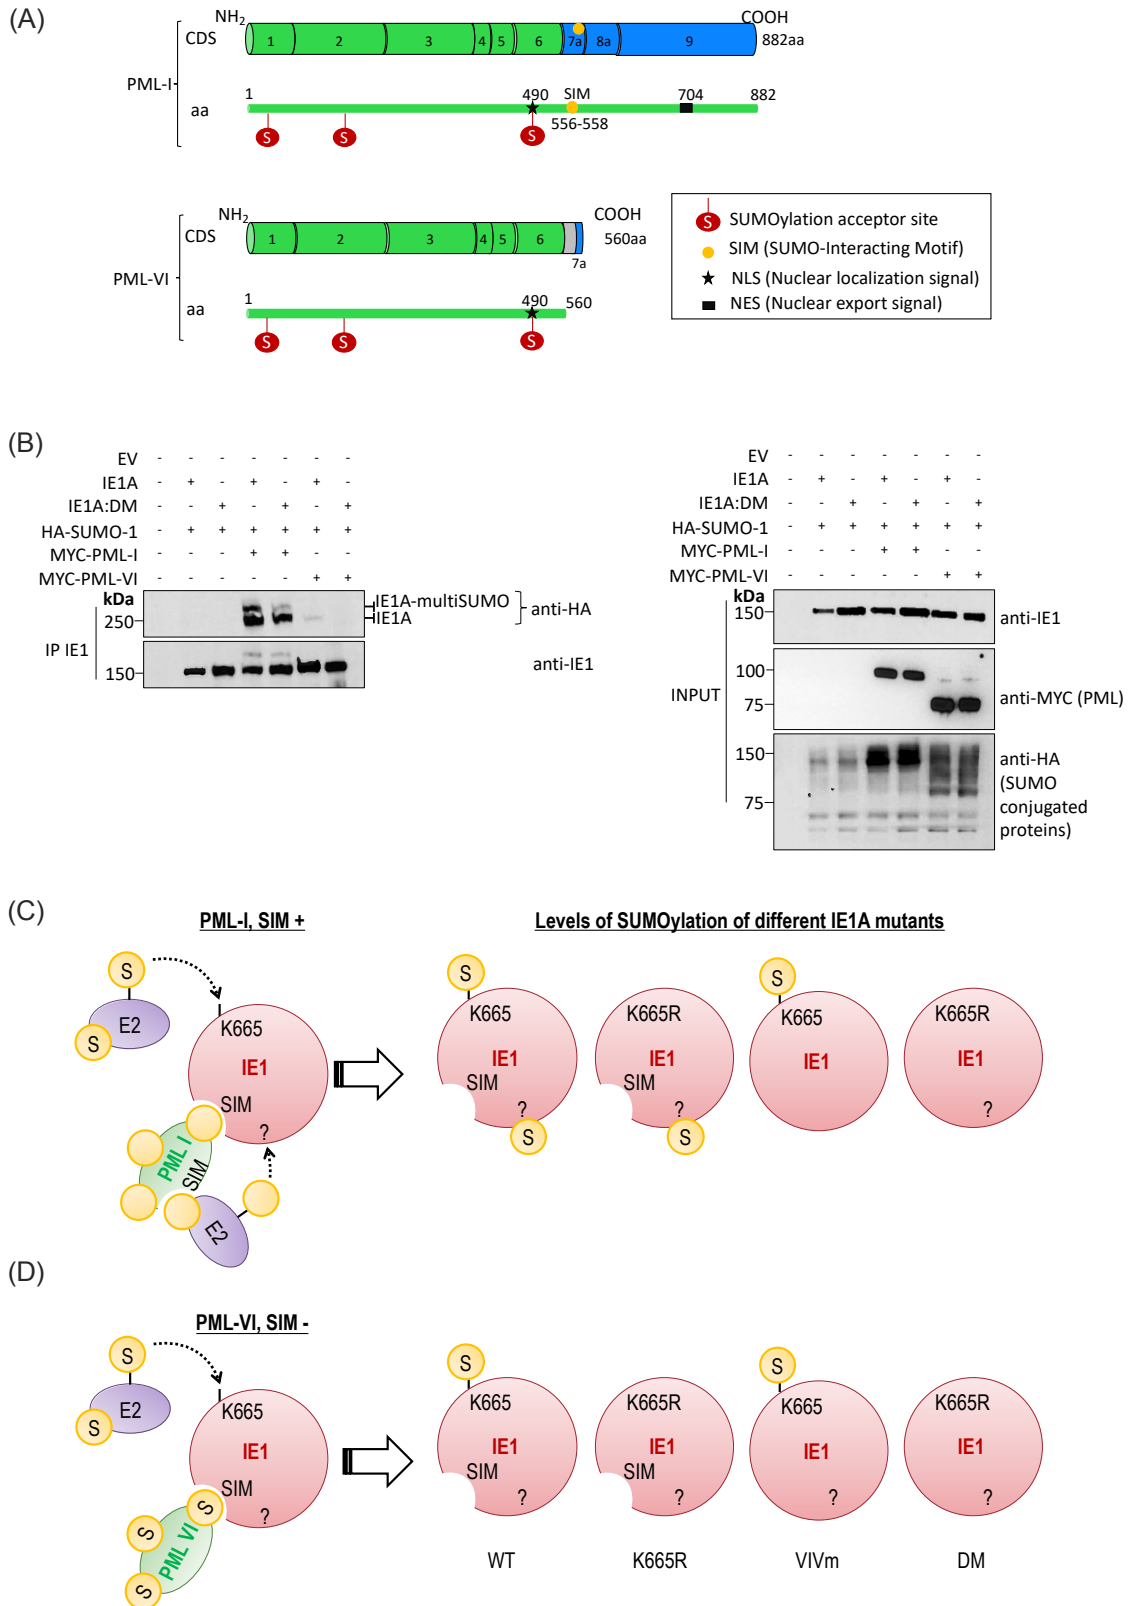 (A)
NH2 COOH
CDS 1 2 3 4 5 6 7a 8a 9 882aa
PML-I
1 490 SIM 704 882
aa
556-558
S S S
NH2 COOH
CDS 1 2 3 4 5 6 560aa
7a
PML-VI
1 490 560
aa
S S S
S SUMOylation acceptor site
SIM (SUMO-Interacting Motif)
NLS (Nuclear localization signal)
NES (Nuclear export signal)
(B)
EV - - - - - - -
IE1A - + - + - + -
IE1A:DM - - + - + - +
HA-SUMO-1 - + + + + + +
MYC-PML-I - - - + + - -
MYC-PML-VI - - - - - + +
kDa
IE1A-multiSUMO
250 IE1A
anti-HA
IP IE1
150 anti-IE1
EV - - - - - - -
IE1A - + - + - + -
IE1A:DM - - + - + - +
HA-SUMO-1 - + + + + + +
MYC-PML-I - - - + + - -
MYC-PML-VI - - - - - + +
kDa
150 anti-IE1
100
75 anti-MYC (PML)
INPUT
150 anti-HA
(SUMO
75 conjugated
proteins)
(C)
PML-I, SIM +
S
E2
S
K665
IE1
SIM
?
PML I
SIM
E2
Levels of SUMOylation of different IE1A mutants
S S
K665 K665R K665 K665R
IE1 IE1 IE1 IE1
SIM SIM
? ? ?
S S
(D)
PML-VI, SIM -
S
E2
S
K665
IE1
SIM
?
S
S
PML VI
S
S S
K665 K665R K665 K665R
IE1 IE1 IE1 IE1
SIM SIM
? ? ? ?
WT K665R VIVm DM